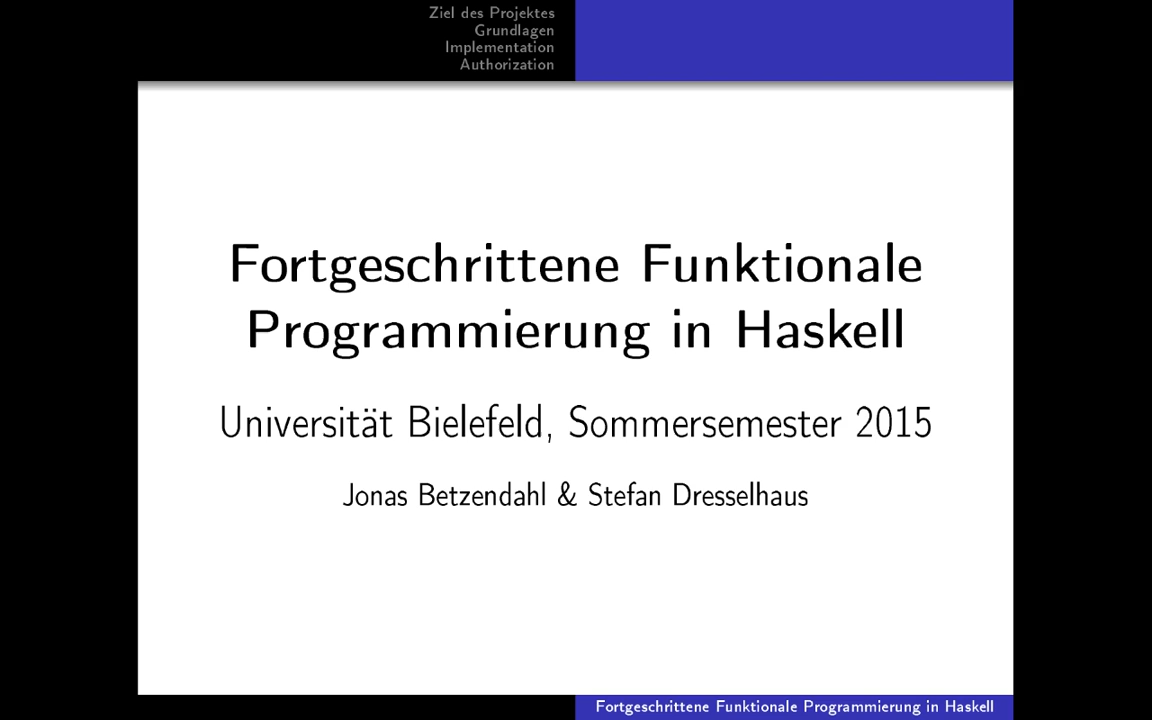 Ziel des Projektes
Grundlagen
Implementation
Authorization
Fortgeschrittene Funktionale
Programmierung in Haskell
Universität Bielefeld, Sommersemester 2015
Jonas Betzendahl & Stefan Dresselhaus
Fortgeschrittene Funktionale Programmierung in Haskell